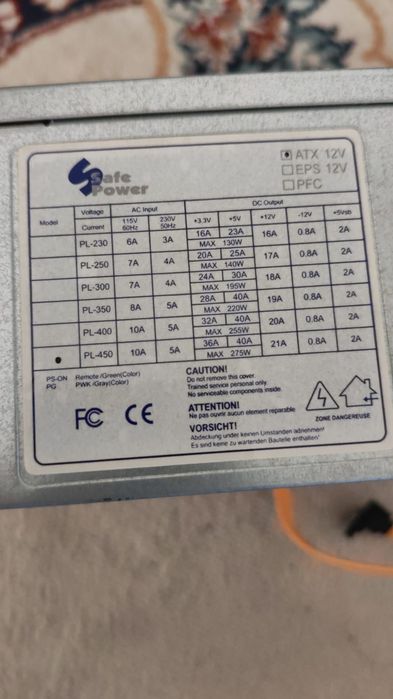 Safe
Power
ATX 12V
EPS 12V
PFC
Model Voltage AC Input DC Output
Current 115V 60Hz 230V 50Hz +3.3V +5V +12V -12V +5Vsb
PL-230 6A 3A 16A 23A 16A 0.8A 2A
MAX 130W
PL-250 7A 4A 20A 25A 17A 0.8A 2A
MAX 140W
PL-300 7A 4A 24A 30A 18A 0.8A 2A
MAX 195W
PL-350 8A 5A 28A 40A 19A 0.8A 2A
MAX 220W
PL-400 10A 5A 32A 40A 20A 0.8A 2A
MAX 255W
PL-450 10A 5A 36A 40A 21A 0.8A 2A
MAX 275W
PS-ON Remote /Green(Color)
PG PWK /Gray(Color)
CAUTION!
Do not remove this cover.
Trained service personal only.
No serviceable components inside.
ATTENTION!
Ne pas ouvrir aucun element reparable
VORSICHT!
Abdeckung unter keinen Umstanden adnehmen!
Es sind keine zu wartenden Bauteile enthalten
FC CE
ZONE DANGEREUSE